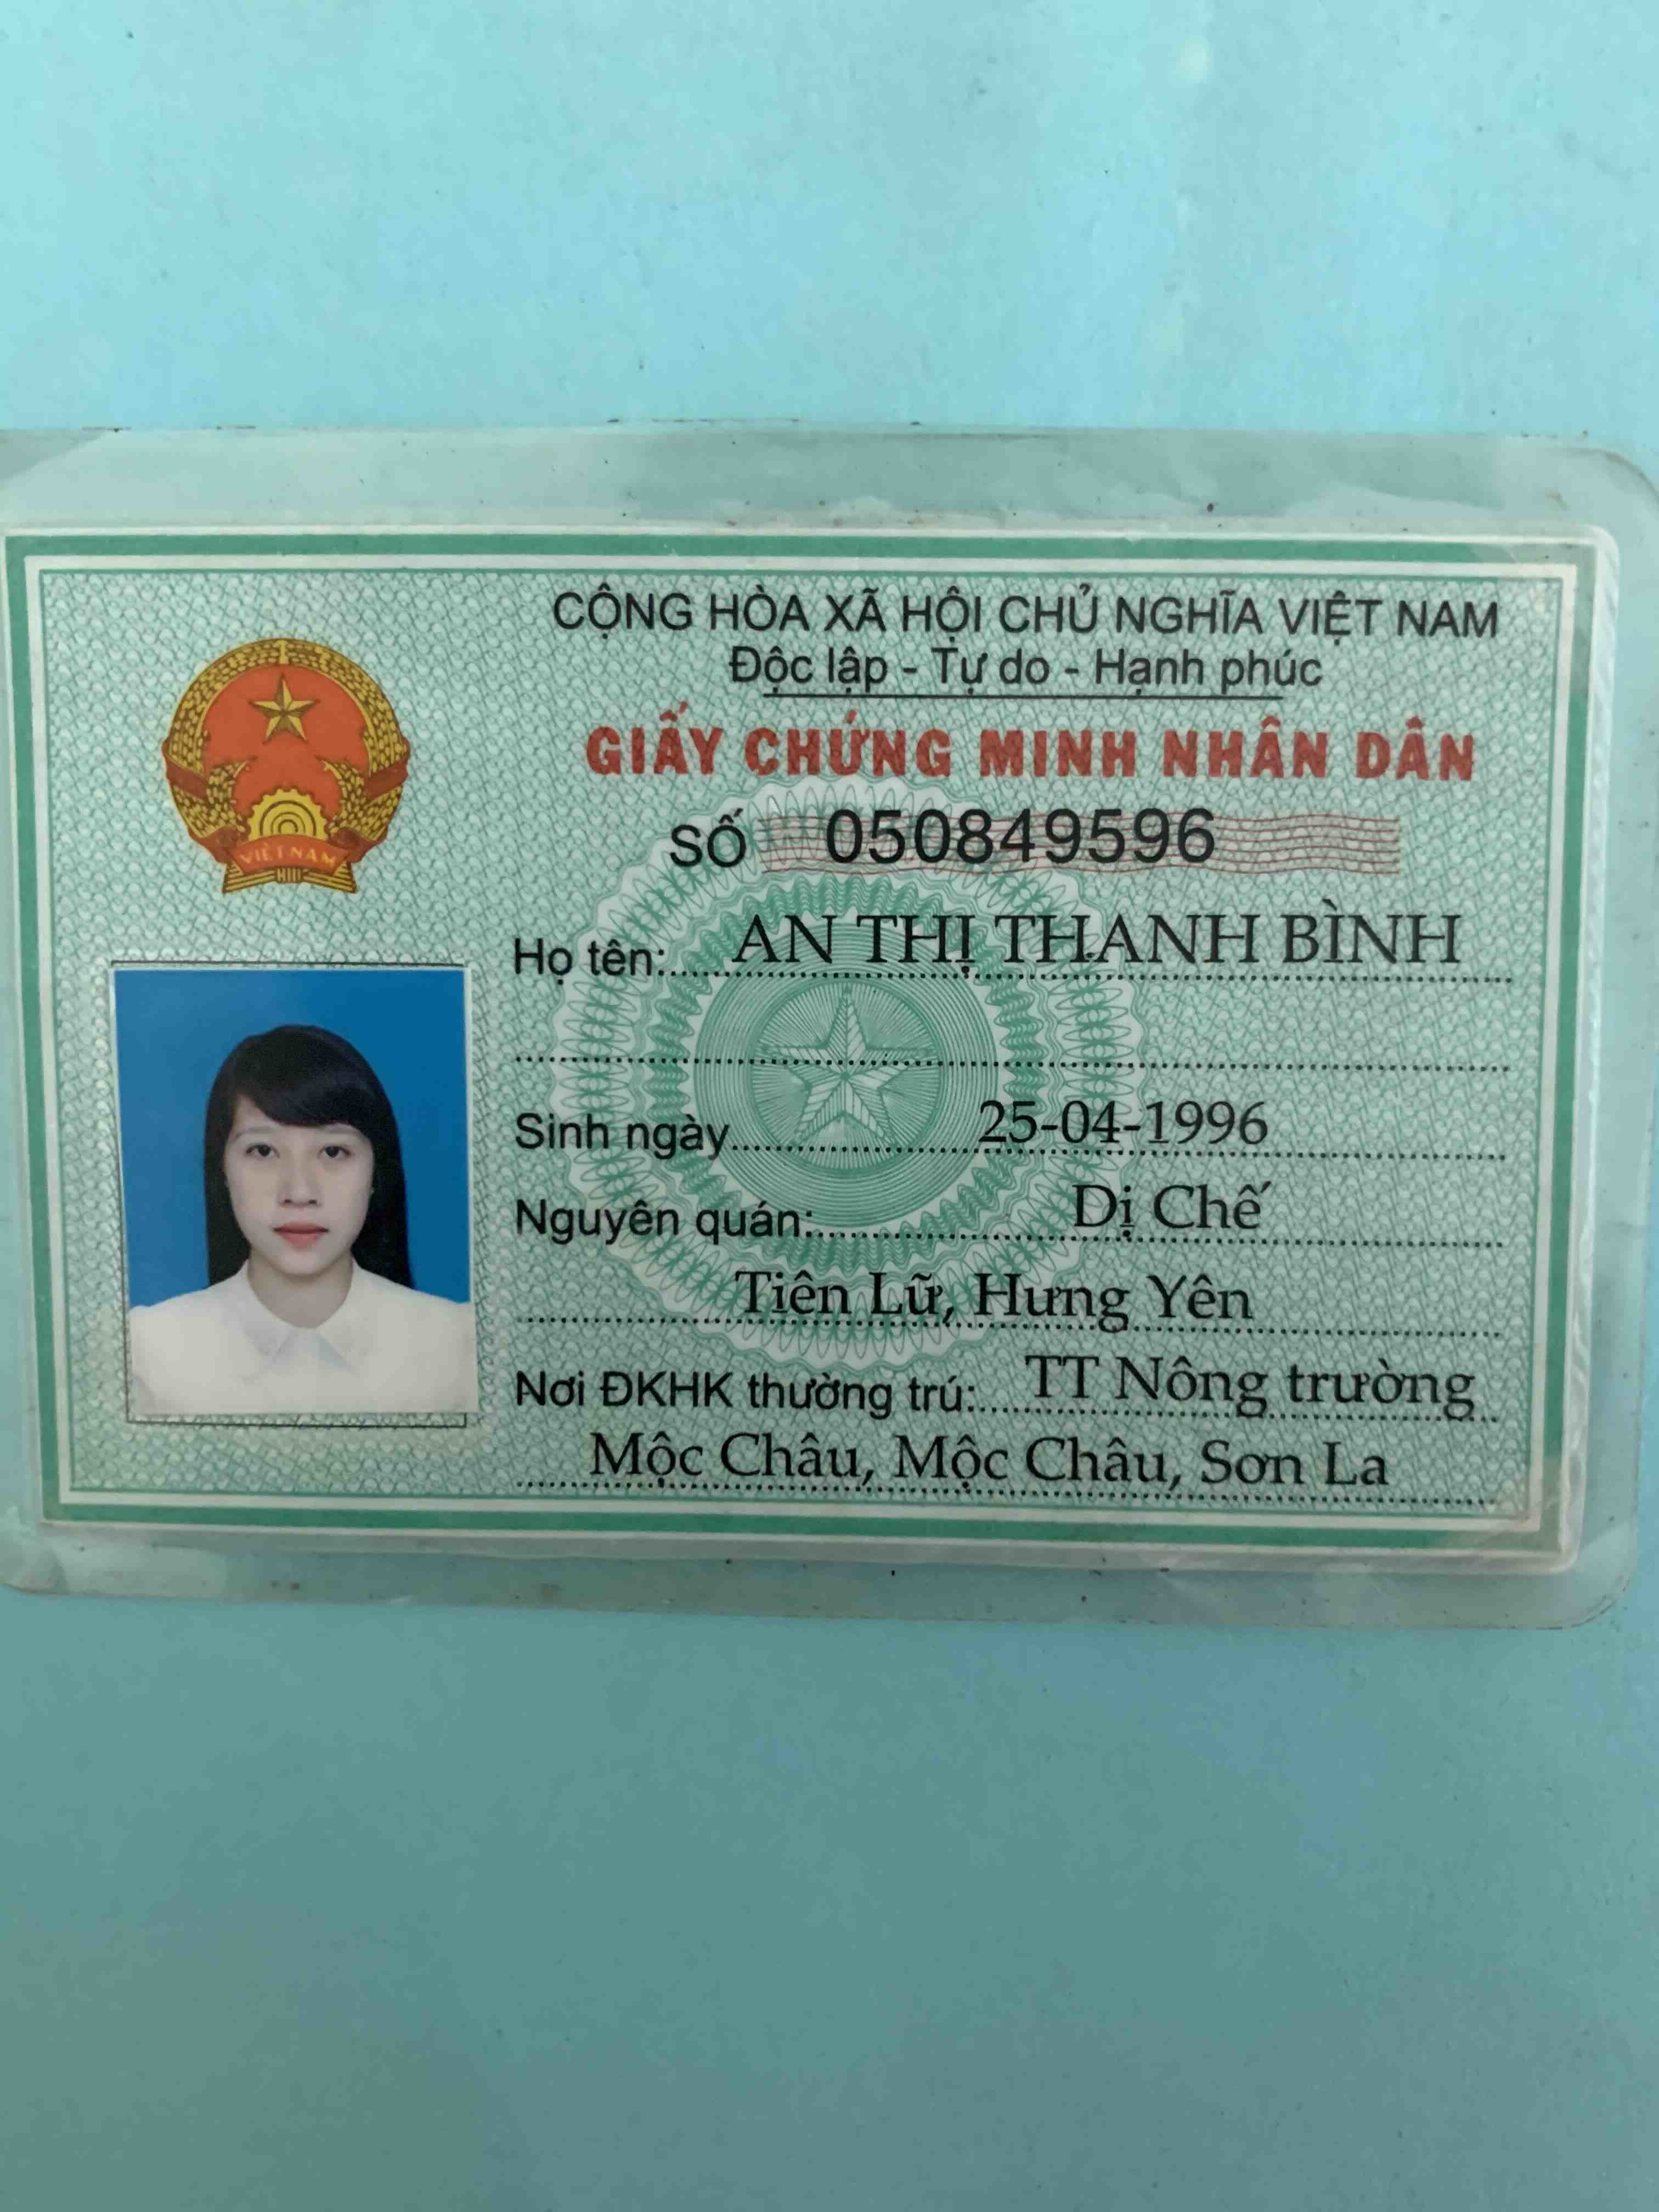 CỘNG HÒA XÃ HỘI CHỦ NGHĨA VIỆT NAM
Độc lập - Tự do - Hạnh phúc
GIẤY CHỨNG MINH NHÂN DÂN
SỐ 050849596
VIỆT NAM
Họ tên: AN THỊ THANH BÌNH
Sinh ngày 25-04-1996
Nguyên quán: Dị Chế
Tiên Lữ, Hưng Yên
Nơi ĐKHK thường trú: TT Nông trường
Mộc Châu, Mộc Châu, Sơn La